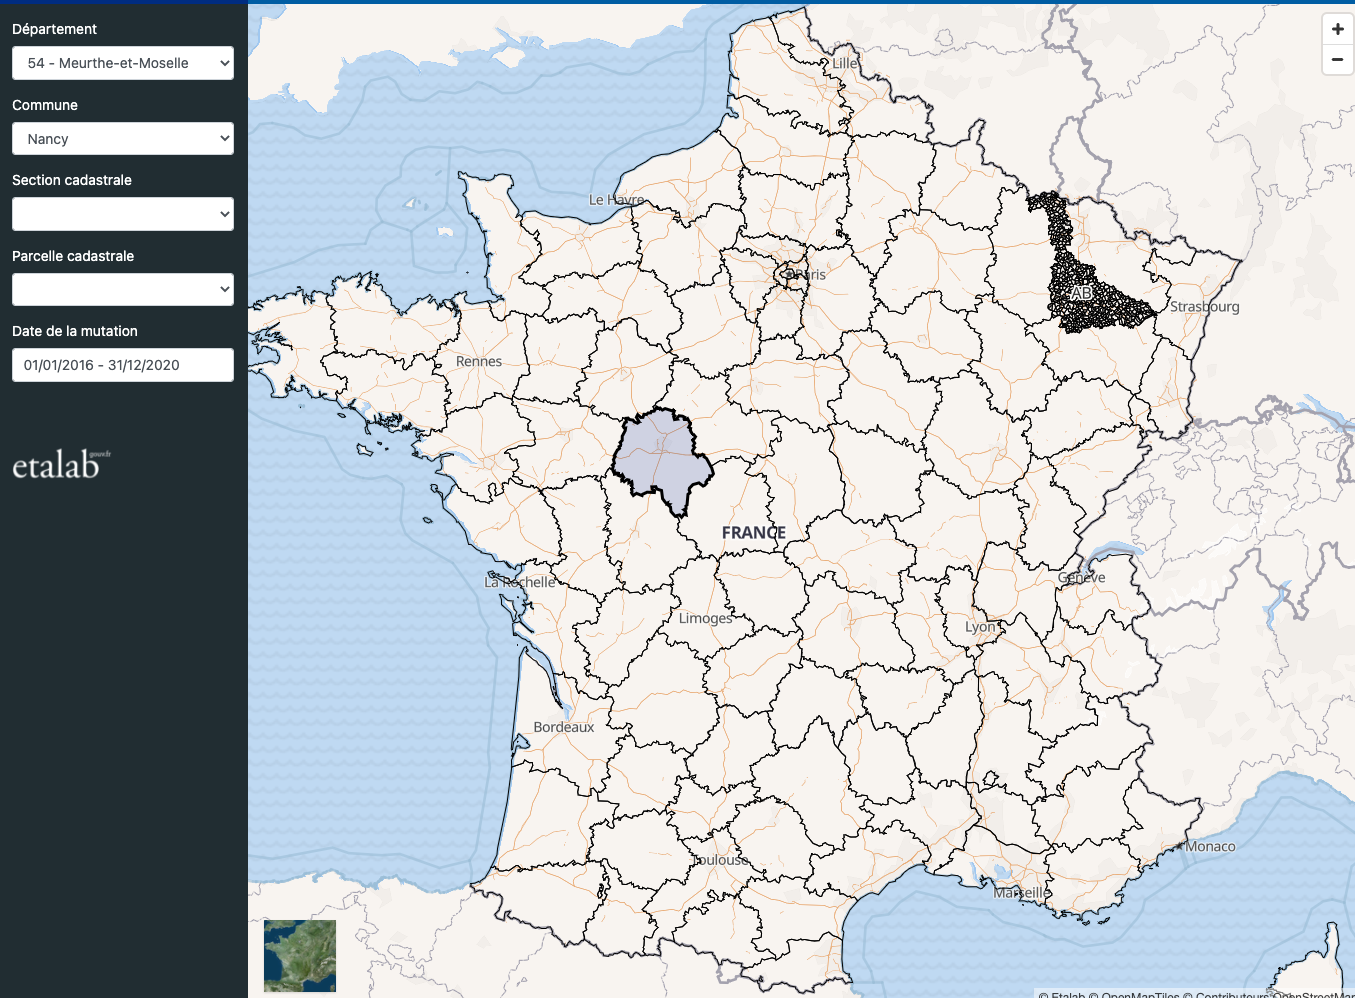 Département
54 - Meurthe-et-Moselle
Commune
Nancy
Section cadastrale
Parcelle cadastrale
Date de la mutation
01/01/2016 - 31/12/2020
etalab
gouv.fr
+
−
Lille
Le Havre
Paris
AB
Strasbourg
Rennes
FRANCE
La Rochelle
Genève
Limoges
Lyon
Bordeaux
Toulouse
Monaco
Marseille
© Etalab © OpenMapTiles © Contributeurs OpenStreetMap